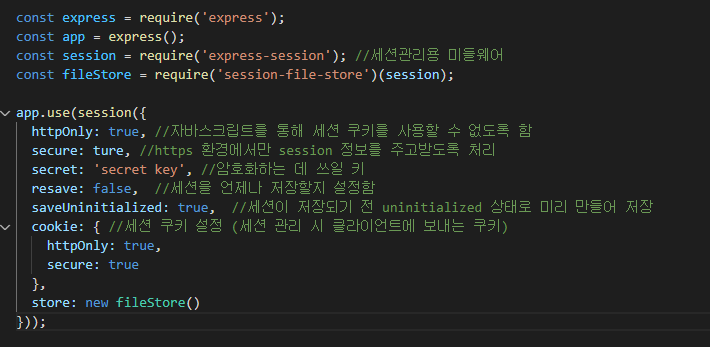 const express = require('express');
const app = express();
const session = require('express-session'); //세션관리용 미들웨어
const fileStore = require('session-file-store')(session);
app.use(session({
httpOnly: true, //자바스크립트를 통해 세션 쿠키를 사용할 수 없도록 함
secure: ture, //https 환경에서만 session 정보를 주고받도록 처리
secret: 'secret key', //암호화하는 데 쓰일 키
resave: false, //세션을 언제나 저장할지 설정함
saveUninitialized: true, //세션이 저장되기 전 uninitialized 상태로 미리 만들어 저장
cookie: { //세션 쿠키 설정 (세션 관리 시 클라이언트에 보내는 쿠키)
httpOnly: true,
secure: true
},
store: new fileStore()
}));